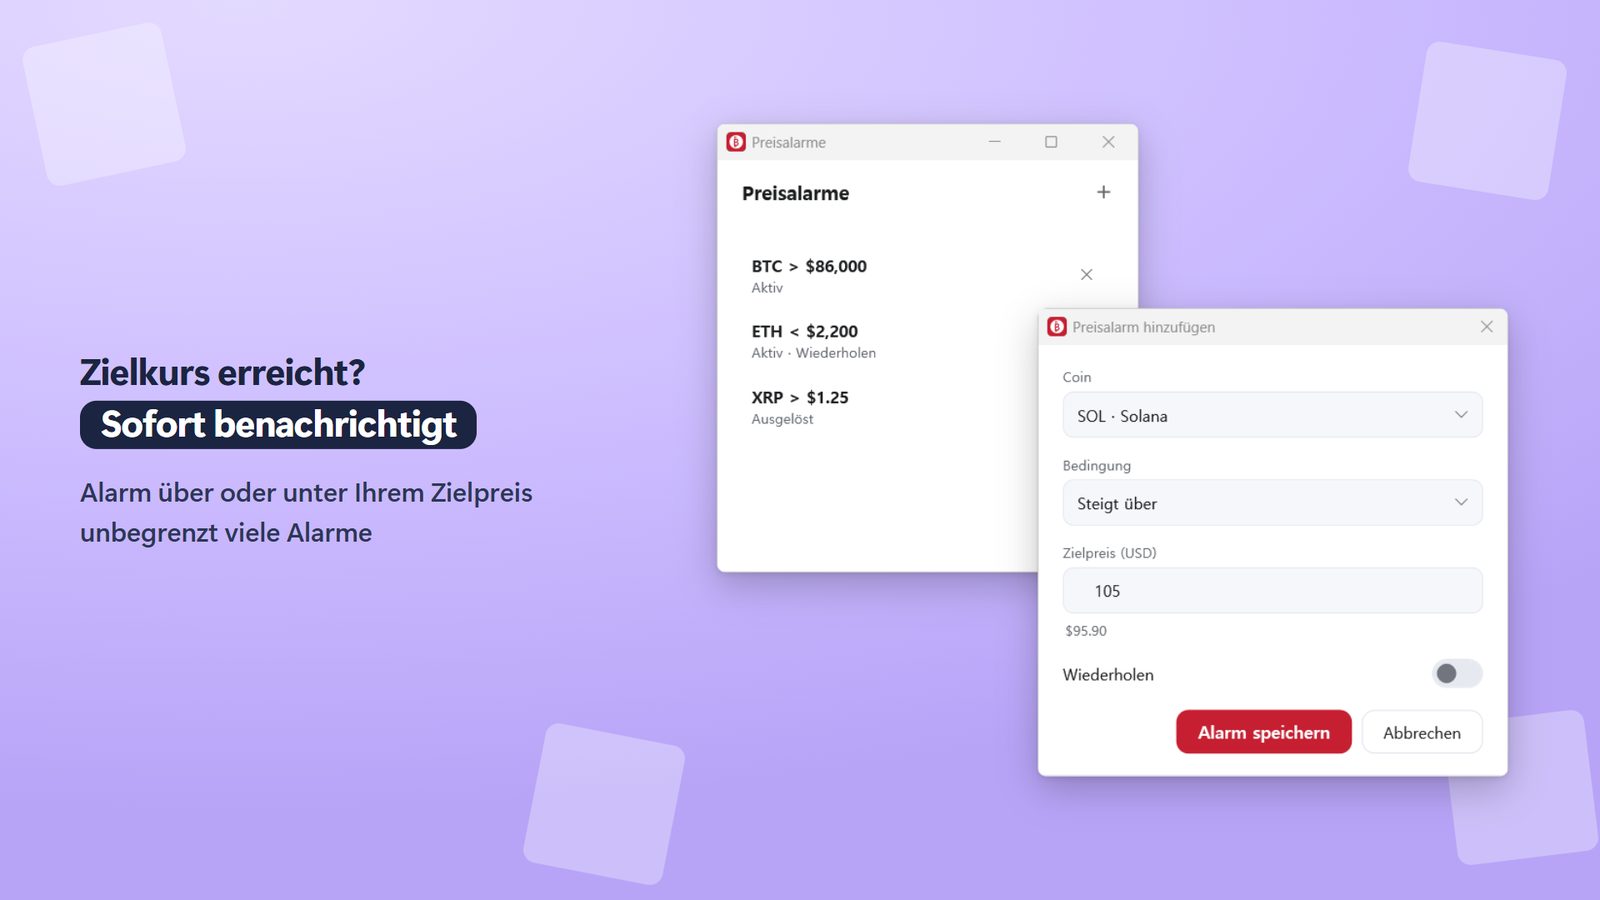 Zielkurs erreicht?
Sofort benachrichtigt
Alarm über oder unter Ihrem Zielpreis
unbegrenzt viele Alarme
Preisalarme
Preisalarme
BTC > $86,000
Aktiv
ETH < $2,200
Aktiv · Wiederholen
XRP > $1.25
Ausgelöst
Preisalarm hinzufügen
Coin
SOL · Solana
Bedingung
Steigt über
Zielpreis (USD)
105
$95.90
Wiederholen
Alarm speichern
Abbrechen